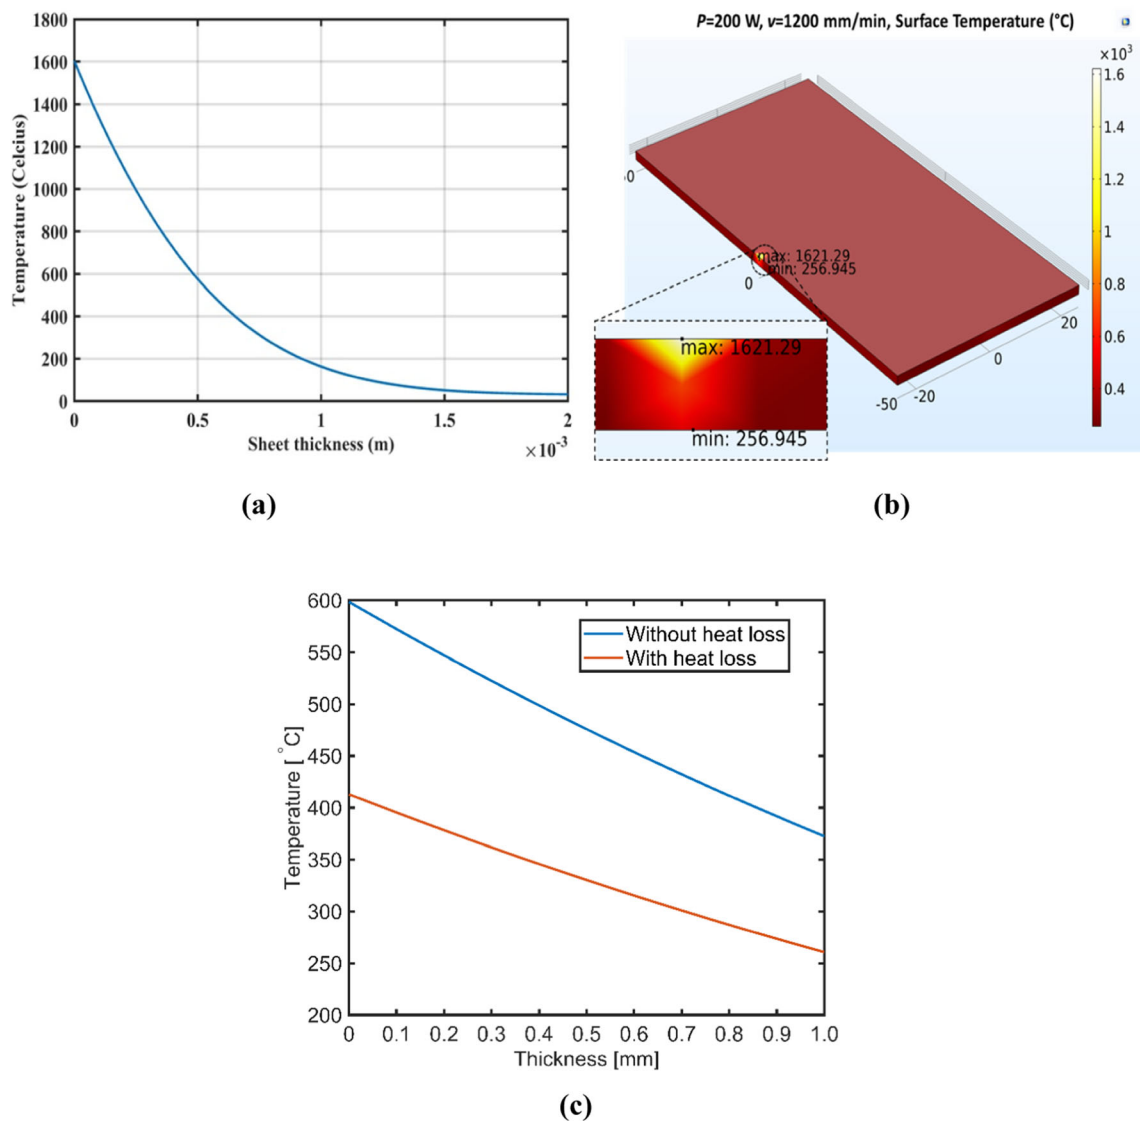 1800
1600
1400
1200
1000
800
600
400
200
0
Temperature (Celcius)
0 0.5 1 1.5 2
Sheet thickness (m)
×10-3
(a)
P=200 W, v=1200 mm/min, Surface Temperature (°C)
×10³
1.6
1.4
1.2
1
0.8
0.6
0.4
0
max: 1621.29
min: 256.945
0
20
0
-20
-50
max: 1621.29
min: 256.945
(b)
600
550
500
450
400
350
300
250
200
Temperature [ °C]
Without heat loss
With heat loss
0 0.1 0.2 0.3 0.4 0.5 0.6 0.7 0.8 0.9 1.0
Thickness [mm]
(c)